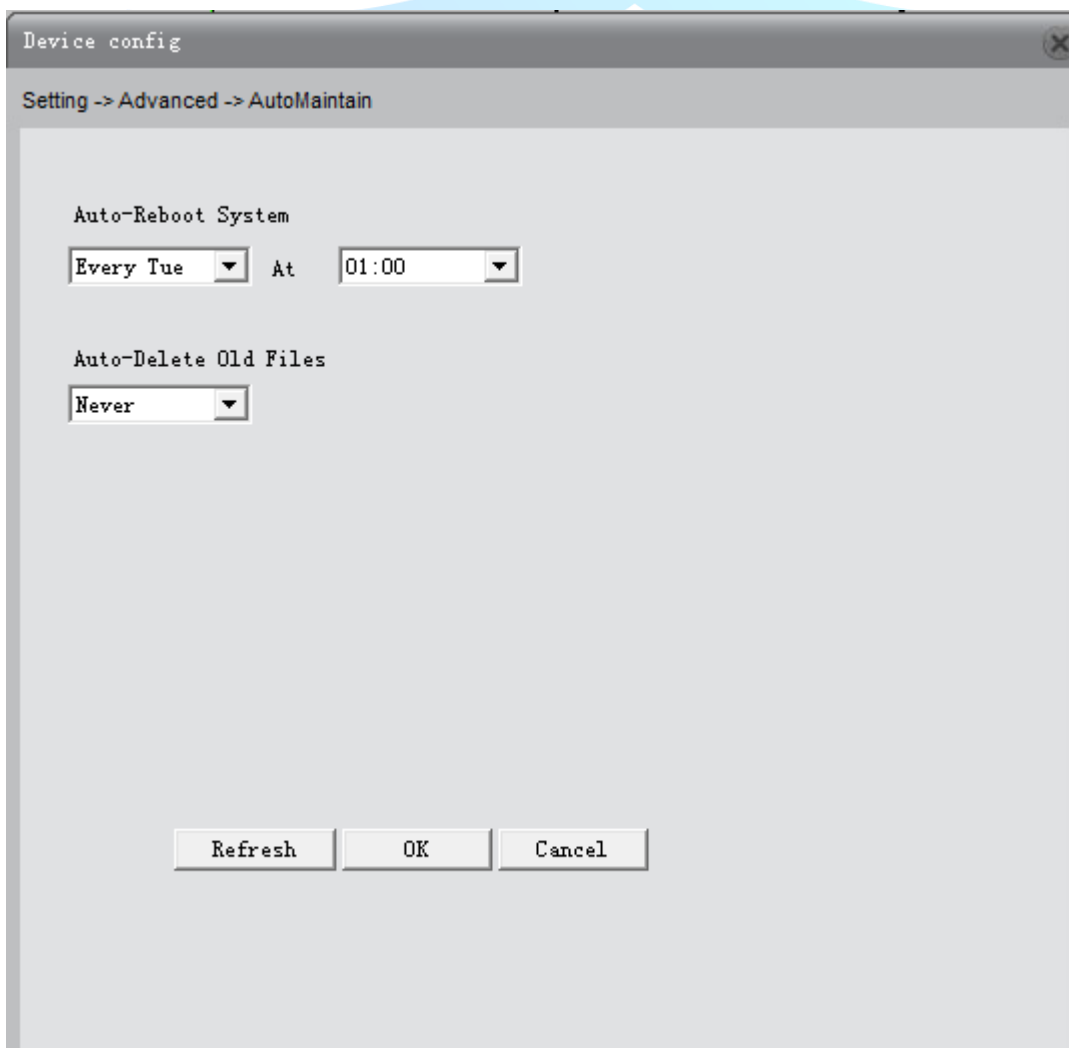 Device config
Setting -> Advanced -> AutoMaintain
Auto-Reboot System
Every Tue At 01:00
Auto-Delete Old Files
Never
Refresh OK Cancel